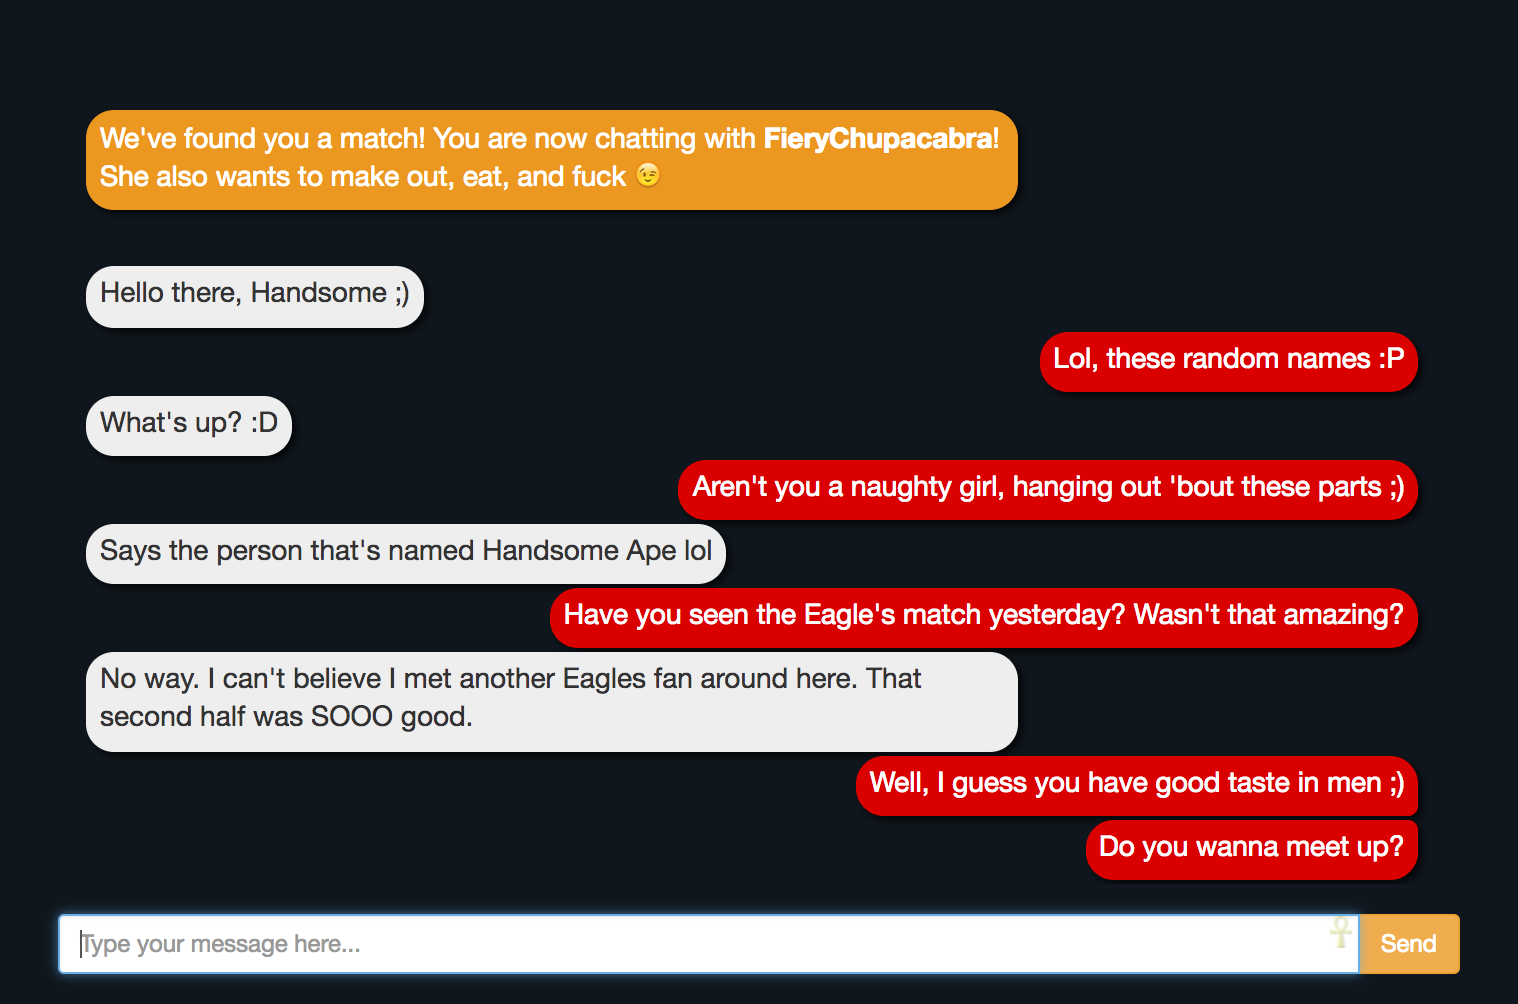 We've found you a match! You are now chatting with FieryChupacabra!
She also wants to make out, eat, and fuck 😉
Hello there, Handsome ;)
Lol, these random names :P
What's up? :D
Aren't you a naughty girl, hanging out 'bout these parts ;)
Says the person that's named Handsome Ape lol
Have you seen the Eagle's match yesterday? Wasn't that amazing?
No way. I can't believe I met another Eagles fan around here. That
second half was SOOO good.
Well, I guess you have good taste in men ;)
Do you wanna meet up?
Type your message here...
Send